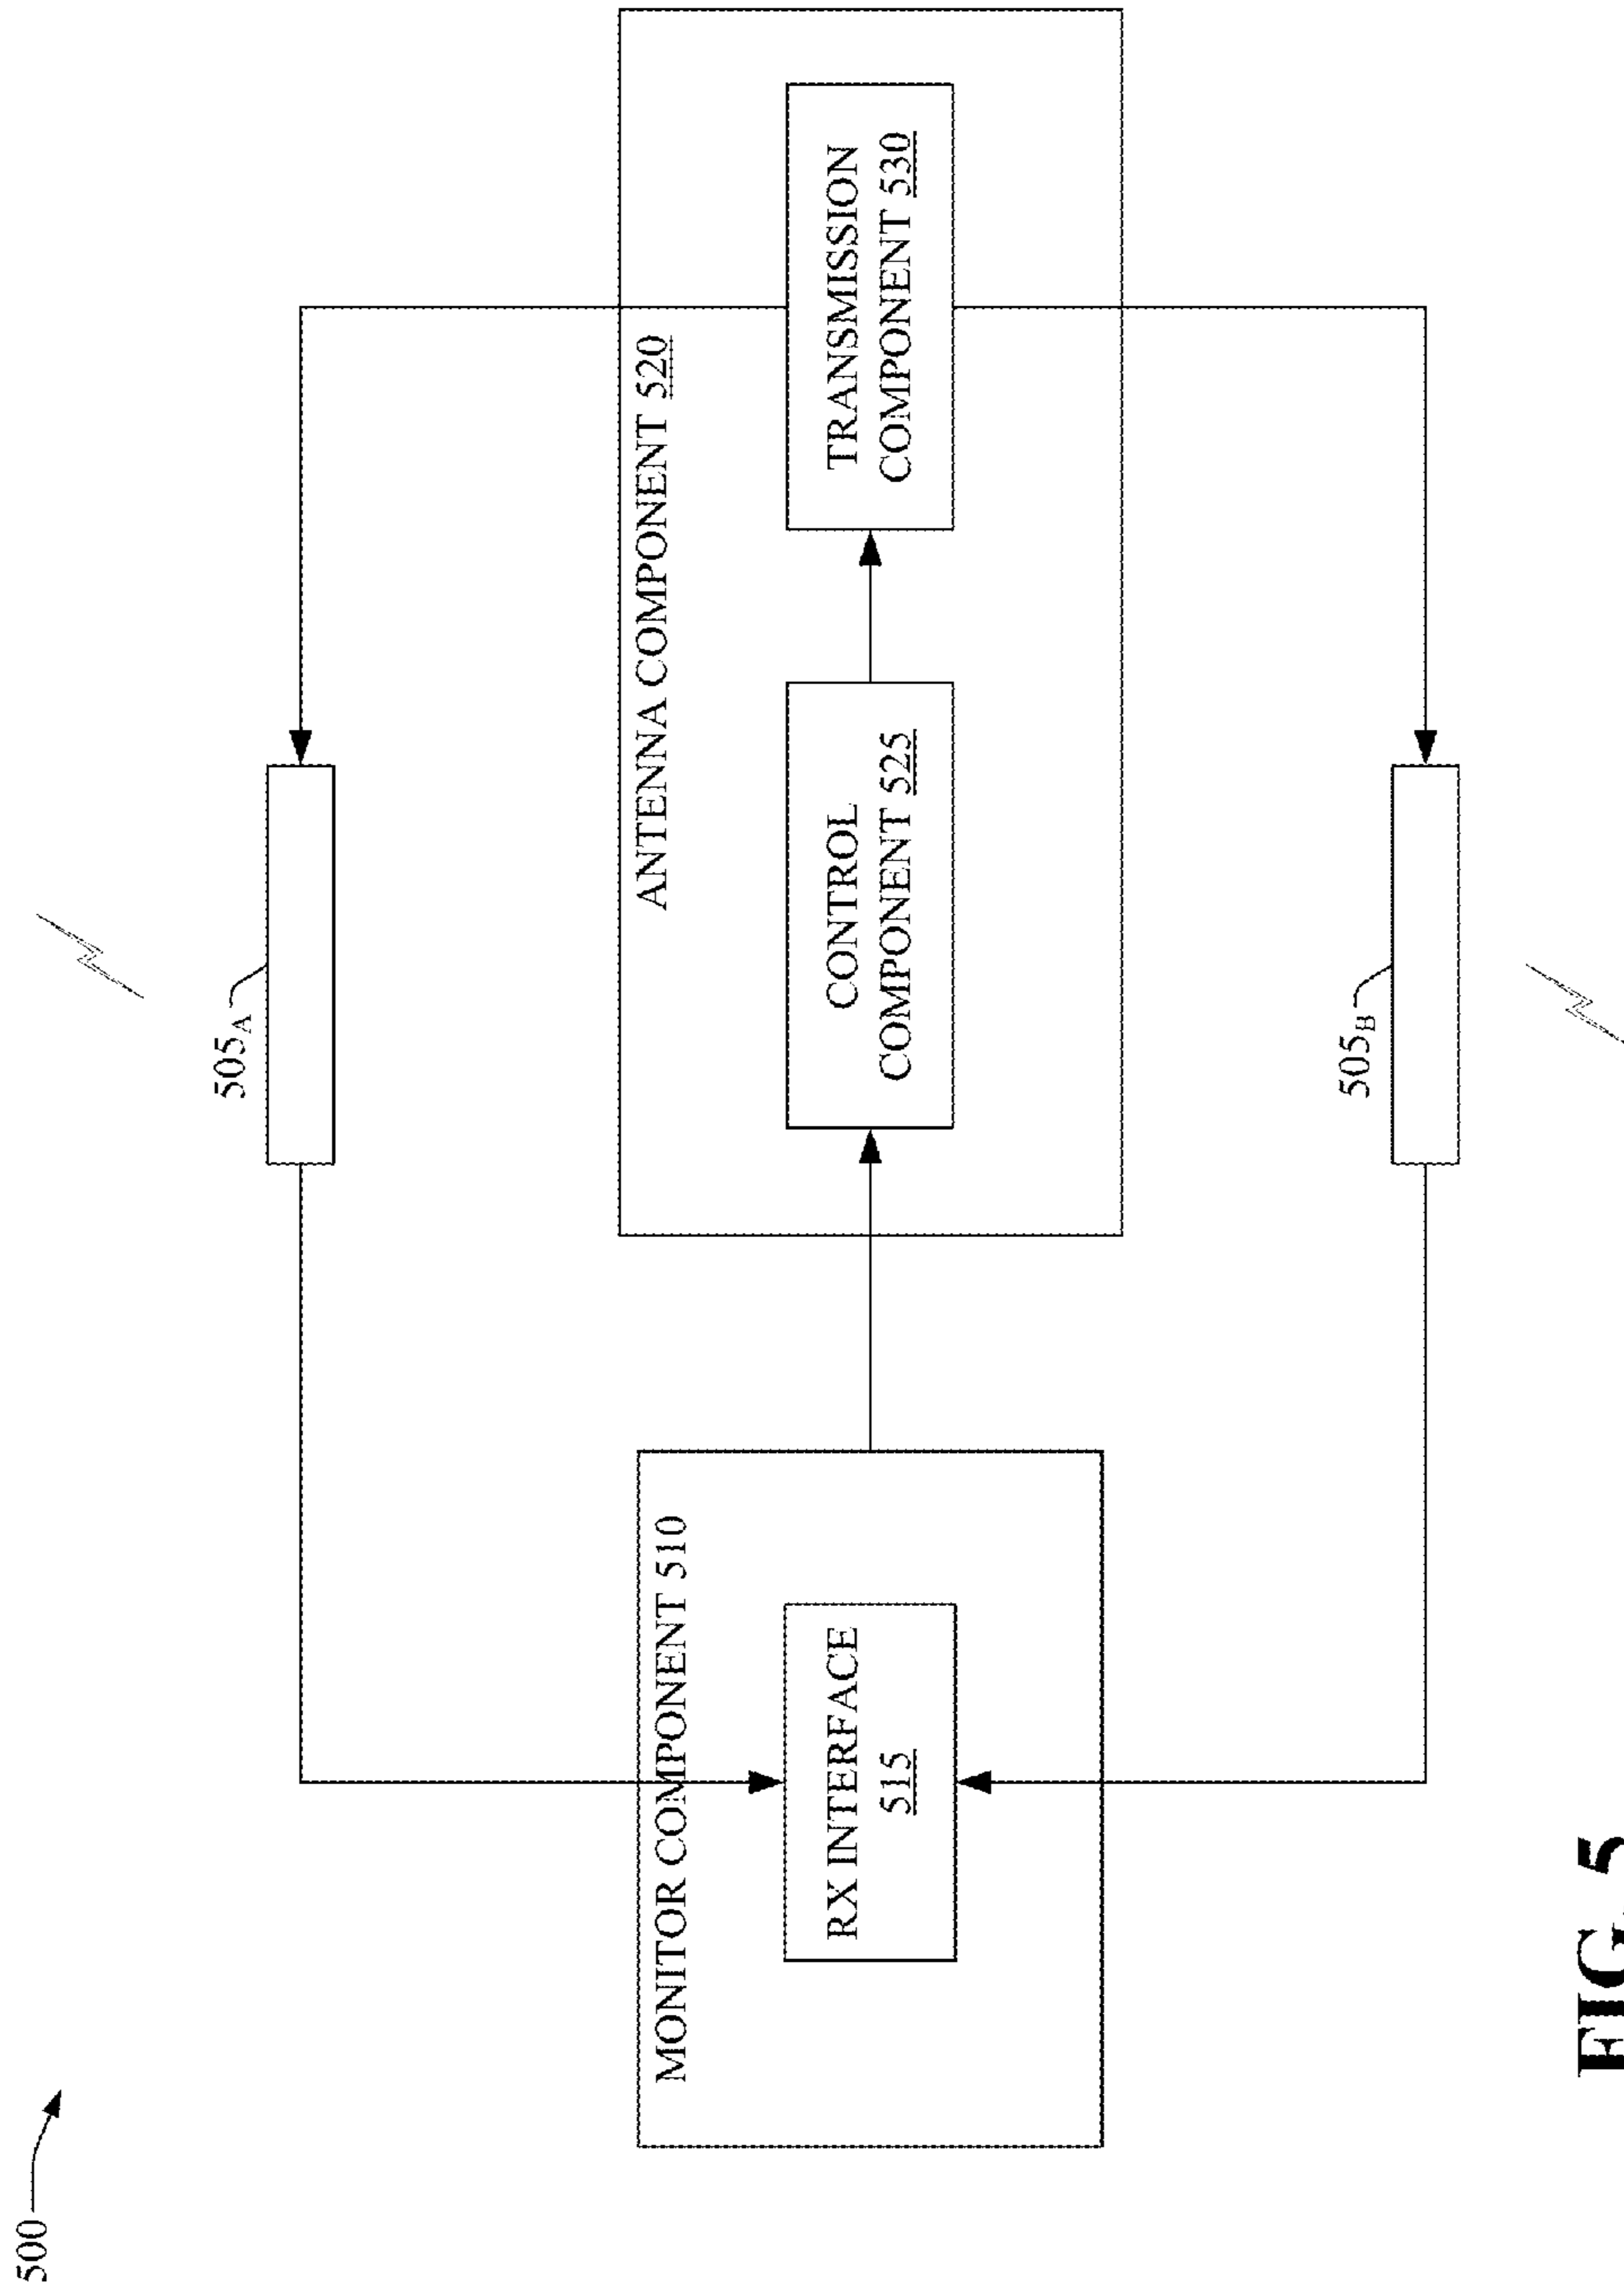 500
505A
ANTENNA COMPONENT 520
MONITOR COMPONENT 510
RX INTERFACE
515
CONTROL
COMPONENT 525
TRANSMISSION
COMPONENT 530
505B
FIG. 5